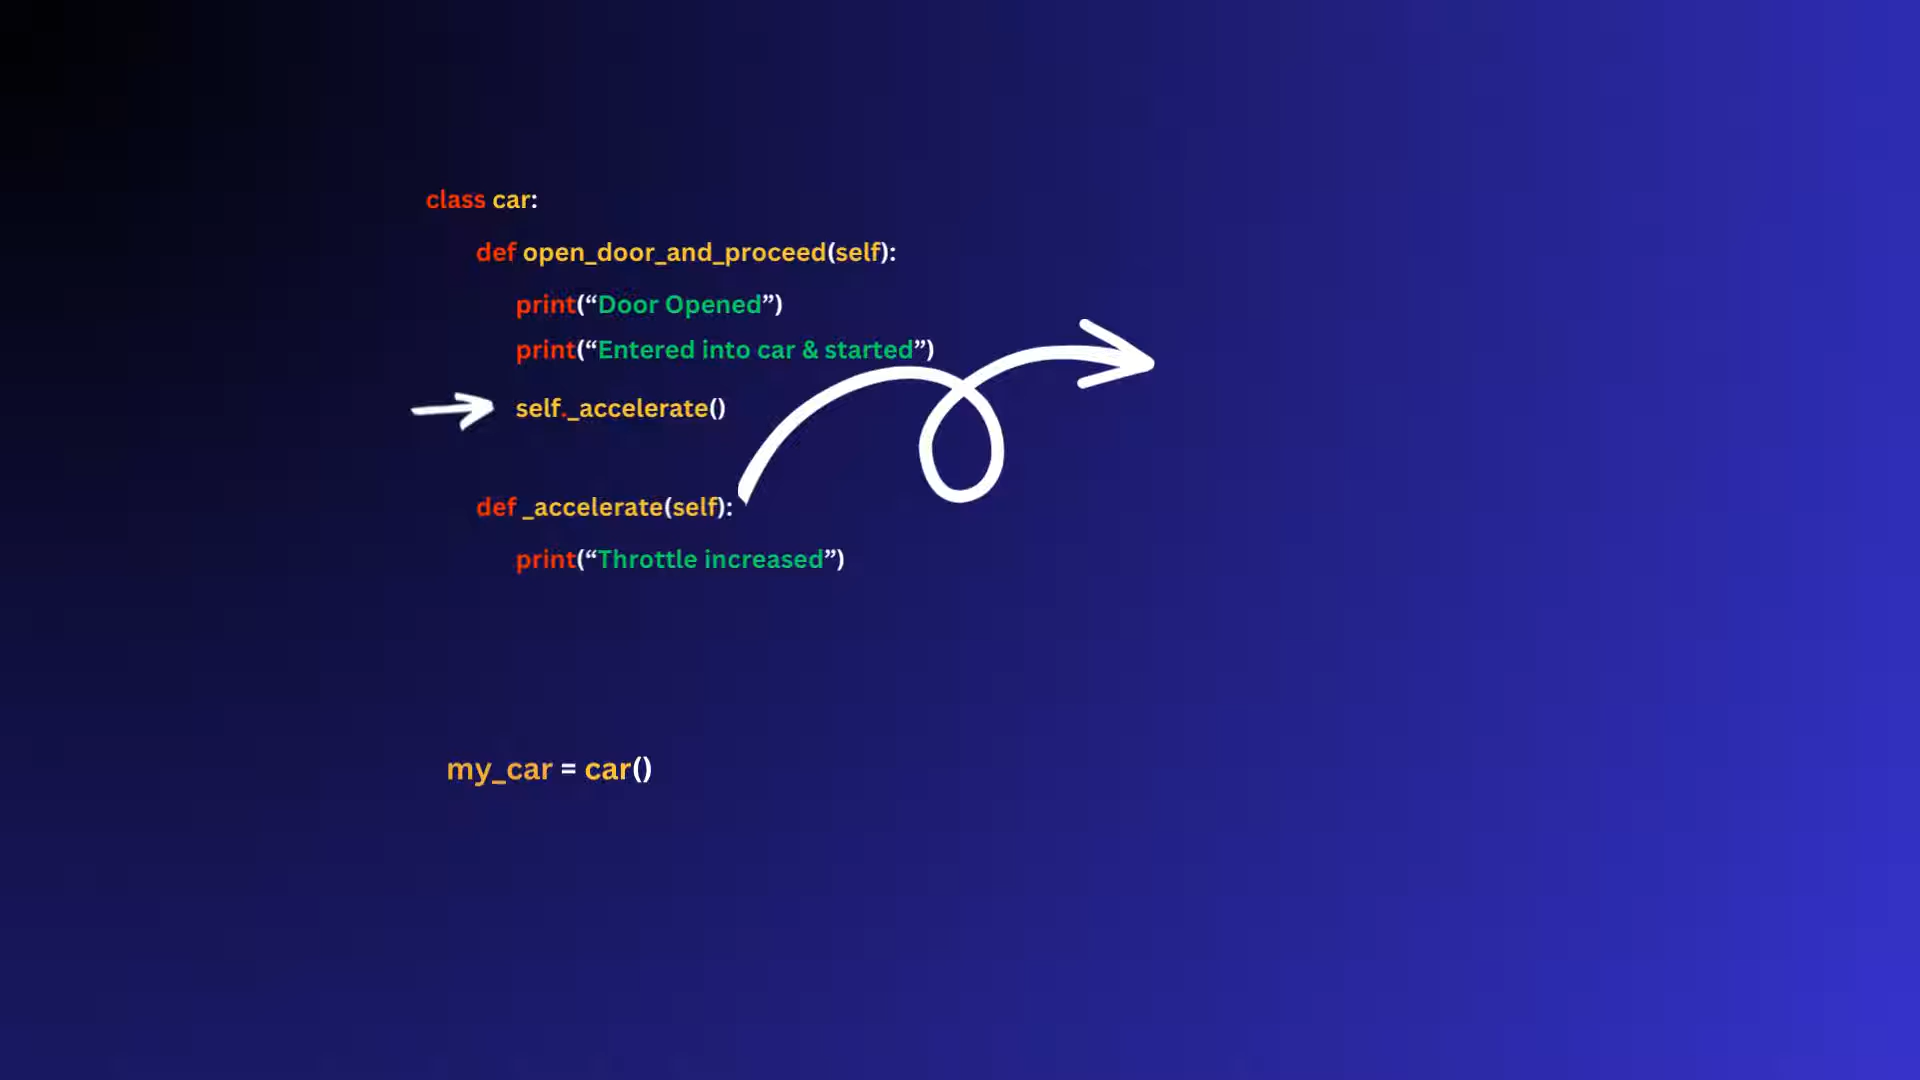 class car:
def open_door_and_proceed(self):
print(“Door Opened”)
print(“Entered into car & started”)
self._accelerate()
def _accelerate(self):
print(“Throttle increased”)
my_car = car()